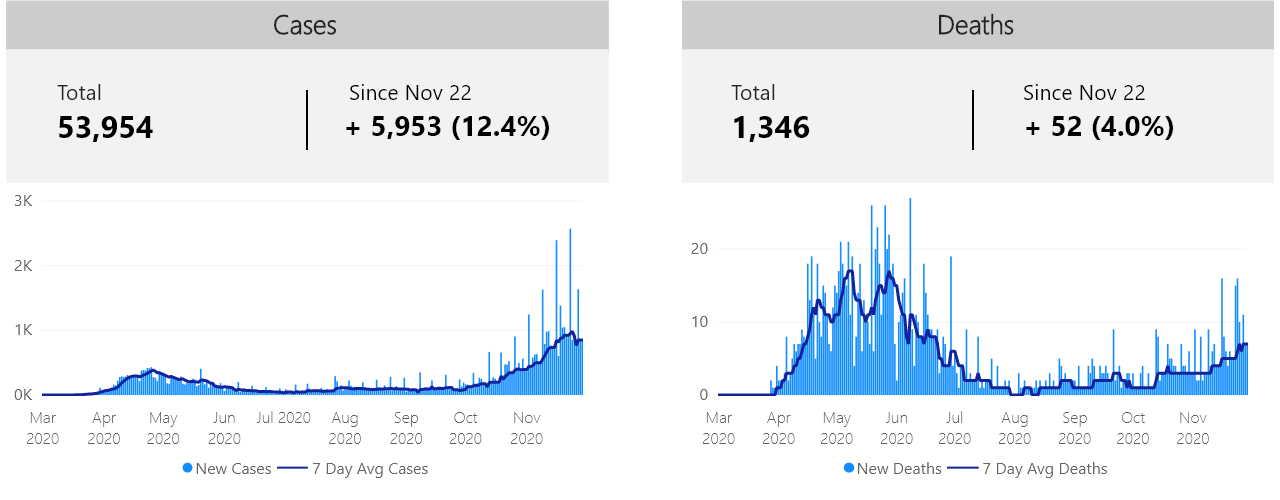 Cases
Total
Since Nov 22
53,954
+ 5,953 (12.4%)
3K
2K
1K
0K
Mar 2020
Apr 2020
May 2020
Jun 2020
Jul 2020
Aug 2020
Sep 2020
Oct 2020
Nov 2020
New Cases
7 Day Avg Cases
Deaths
Total
Since Nov 22
1,346
+ 52 (4.0%)
20
10
0
Mar 2020
Apr 2020
May 2020
Jun 2020
Jul 2020
Aug 2020
Sep 2020
Oct 2020
Nov 2020
New Deaths
7 Day Avg Deaths